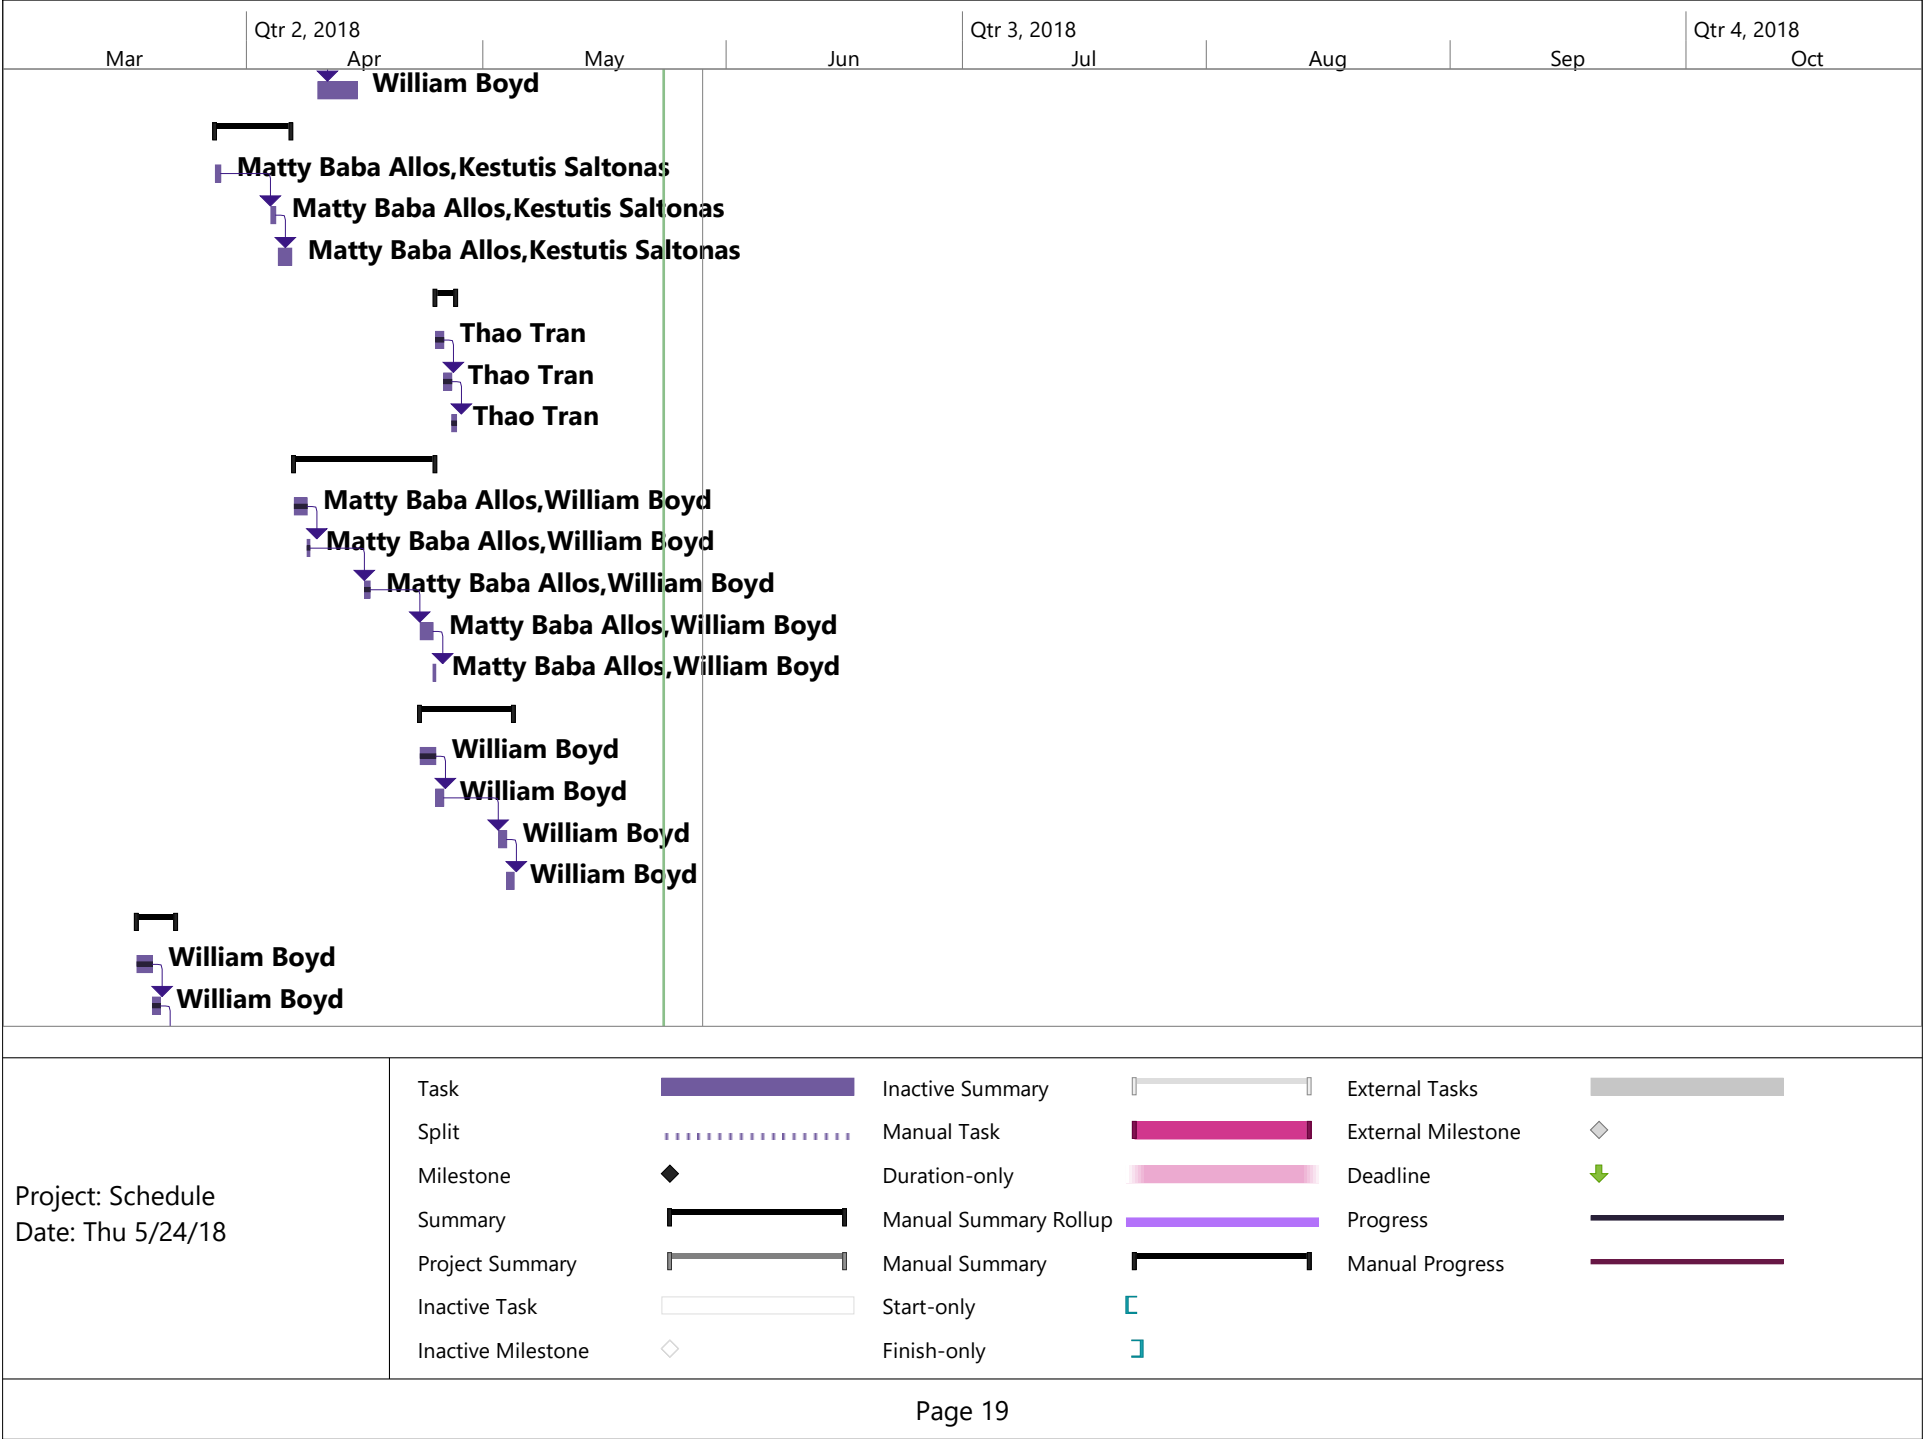 Qtr 2, 2018 Qtr 3, 2018 Qtr 4, 2018
Mar Apr May Jun Jul Aug Sep Oct
William Boyd
Matty Baba Allos,Kestutis Saltonas
Matty Baba Allos,Kestutis Saltonas
Matty Baba Allos,Kestutis Saltonas
Thao Tran
Thao Tran
Thao Tran
Matty Baba Allos,William Boyd
Matty Baba Allos,William Boyd
Matty Baba Allos,William Boyd
Matty Baba Allos,William Boyd
Matty Baba Allos,William Boyd
William Boyd
William Boyd
William Boyd
William Boyd
William Boyd
William Boyd
Project: Schedule
Date: Thu 5/24/18
Task
Split
Milestone
Summary
Project Summary
Inactive Task
Inactive Milestone
Inactive Summary
Manual Task
Duration-only
Manual Summary Rollup
Manual Summary
Start-only
Finish-only
External Tasks
External Milestone
Deadline
Progress
Manual Progress
Page 19